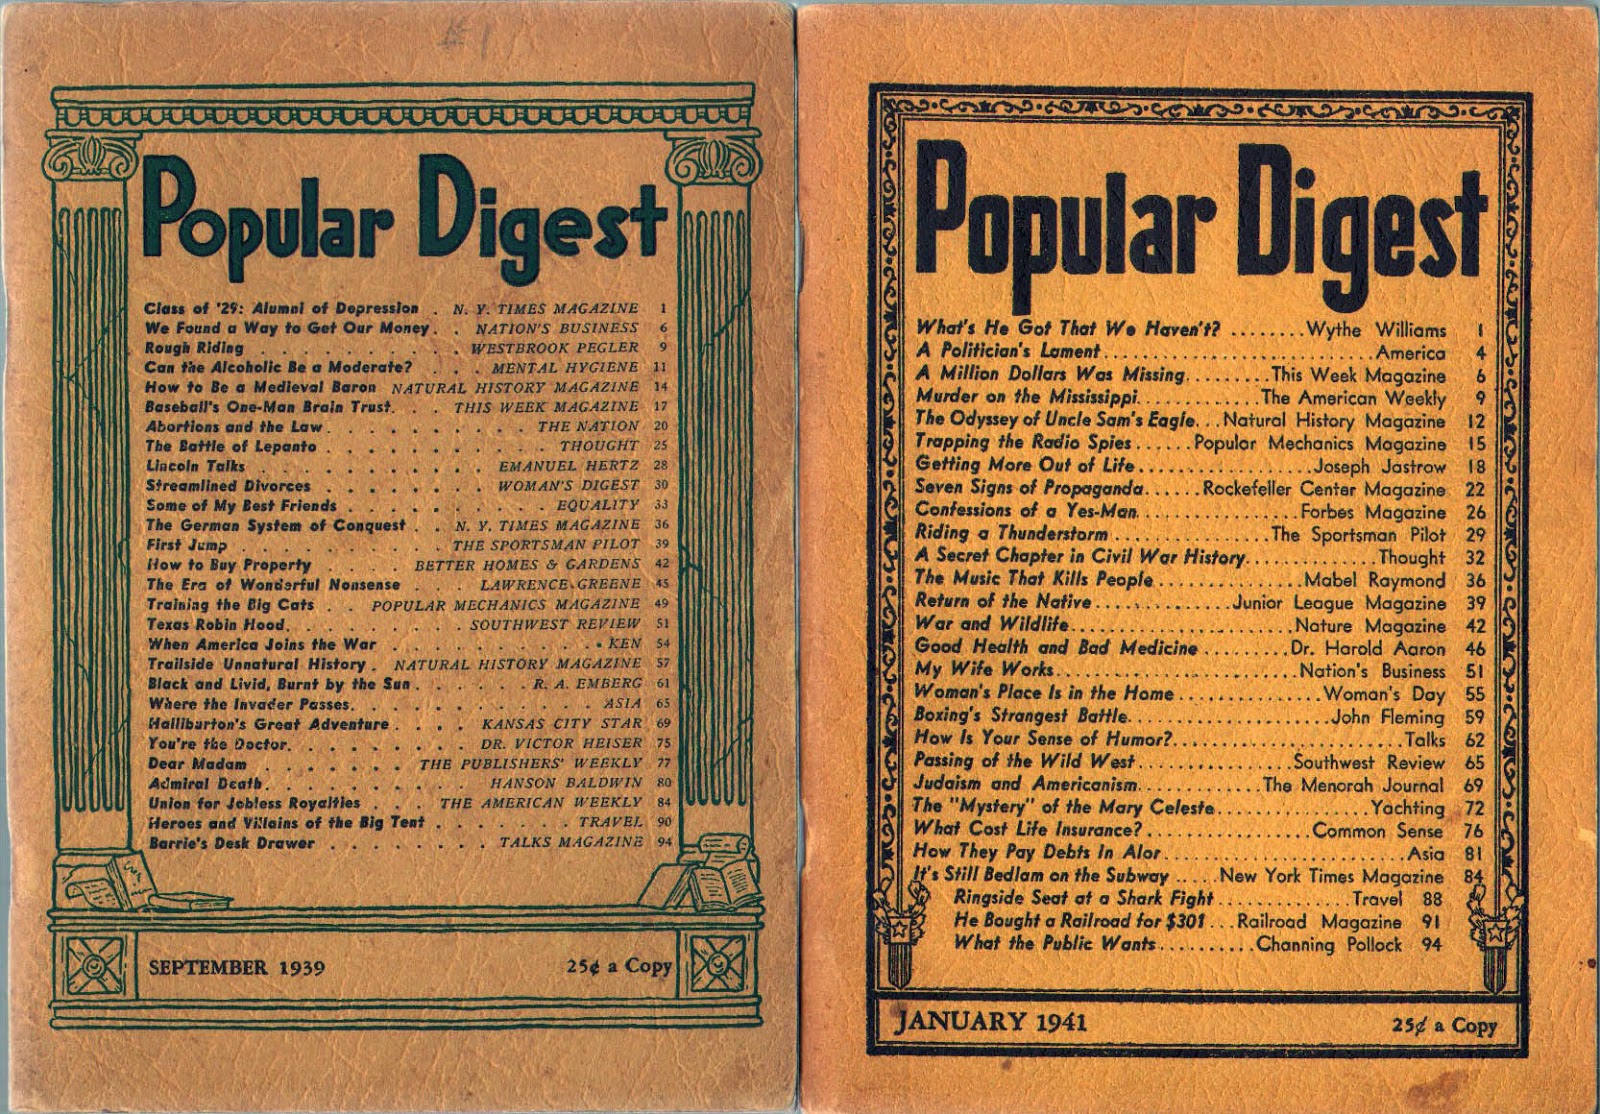 #1
Popular Digest
Class of '29: Alumni of Depression . N. Y. TIMES MAGAZINE 1
We Found a Way to Get Our Money . . NATION'S BUSINESS 6
Rough Riding . . . . . . . . . . . WESTBROOK PEGLER 9
Can the Alcoholic Be a Moderate? . . . MENTAL HYGIENE 11
How to Be a Medieval Baron NATURAL HISTORY MAGAZINE 14
Baseball's One-Man Brain Trust. . . THIS WEEK MAGAZINE 17
Abortions and the Law . . . . . . . . . . THE NATION 20
The Battle of Lepanto . . . . . . . . . . . THOUGHT 25
Lincoln Talks . . . . . . . . . . . EMANUEL HERTZ 28
Streamlined Divorces . . . . . . . . WOMAN'S DIGEST 30
Some of My Best Friends . . . . . . . . . . EQUALITY 33
The German System of Conquest . . N. Y. TIMES MAGAZINE 36
First Jump . . . . . . . . . . . THE SPORTSMAN PILOT 39
How to Buy Property . . . . BETTER HOMES & GARDENS 42
The Era of Wonderful Nonsense . . . LAWRENCE GREENE 45
Training the Big Cats . . POPULAR MECHANICS MAGAZINE 49
Texas Robin Hood. . . . . . . . . . SOUTHWEST REVIEW 51
When America Joins the War . . . . . . . . . . . KEN 54
Trailside Unnatural History . NATURAL HISTORY MAGAZINE 57
Black and Livid, Burnt by the Sun . . . . . . R. A. EMBERG 61
Where the Invader Passes. . . . . . . . . . . . . ASIA 65
Halliburton's Great Adventure . . . . KANSAS CITY STAR 69
You're the Doctor. . . . . . . . . DR. VICTOR HEISER 75
Dear Madam . . . . . . . THE PUBLISHERS' WEEKLY 77
Admiral Death. . . . . . . . . . . HANSON BALDWIN 80
Union for Jobless Royalties . . . THE AMERICAN WEEKLY 84
Heroes and Villains of the Big Tent . . . . . . . TRAVEL 90
Barrie's Desk Drawer . . . . . . . . TALKS MAGAZINE 94
SEPTEMBER 1939 25¢ a Copy
Popular Digest
What's He Got That We Haven't? ........Wythe Williams 1
A Politician's Lament..............................America 4
A Million Dollars Was Missing.........This Week Magazine 6
Murder on the Mississippi.............The American Weekly 9
The Odyssey of Uncle Sam's Eagle...Natural History Magazine 12
Trapping the Radio Spies......Popular Mechanics Magazine 15
Getting More Out of Life...................Joseph Jastrow 18
Seven Signs of Propaganda......Rockefeller Center Magazine 22
Confessions of a Yes-Man.................Forbes Magazine 26
Riding a Thunderstorm.................The Sportsman Pilot 29
A Secret Chapter in Civil War History..............Thought 32
The Music That Kills People................Mabel Raymond 36
Return of the Native..............Junior League Magazine 39
War and Wildlife.......................Nature Magazine 42
Good Health and Bad Medicine .........Dr. Harold Aaron 46
My Wife Works.........................Nation's Business 51
Woman's Place Is in the Home...............Woman's Day 55
Boxing's Strangest Battle.....................John Fleming 59
How Is Your Sense of Humor?........................Talks 62
Passing of the Wild West................Southwest Review 65
Judaism and Americanism.............The Menorah Journal 69
The "Mystery" of the Mary Celeste................Yachting 72
What Cost Life Insurance?.................Common Sense 76
How They Pay Debts In Alor.........................Asia 81
It's Still Bedlam on the Subway.....New York Times Magazine 84
Ringside Seat at a Shark Fight..............Travel 88
He Bought a Railroad for $301...Railroad Magazine 91
What the Public Wants..........Channing Pollock 94
JANUARY 1941 25¢ a Copy